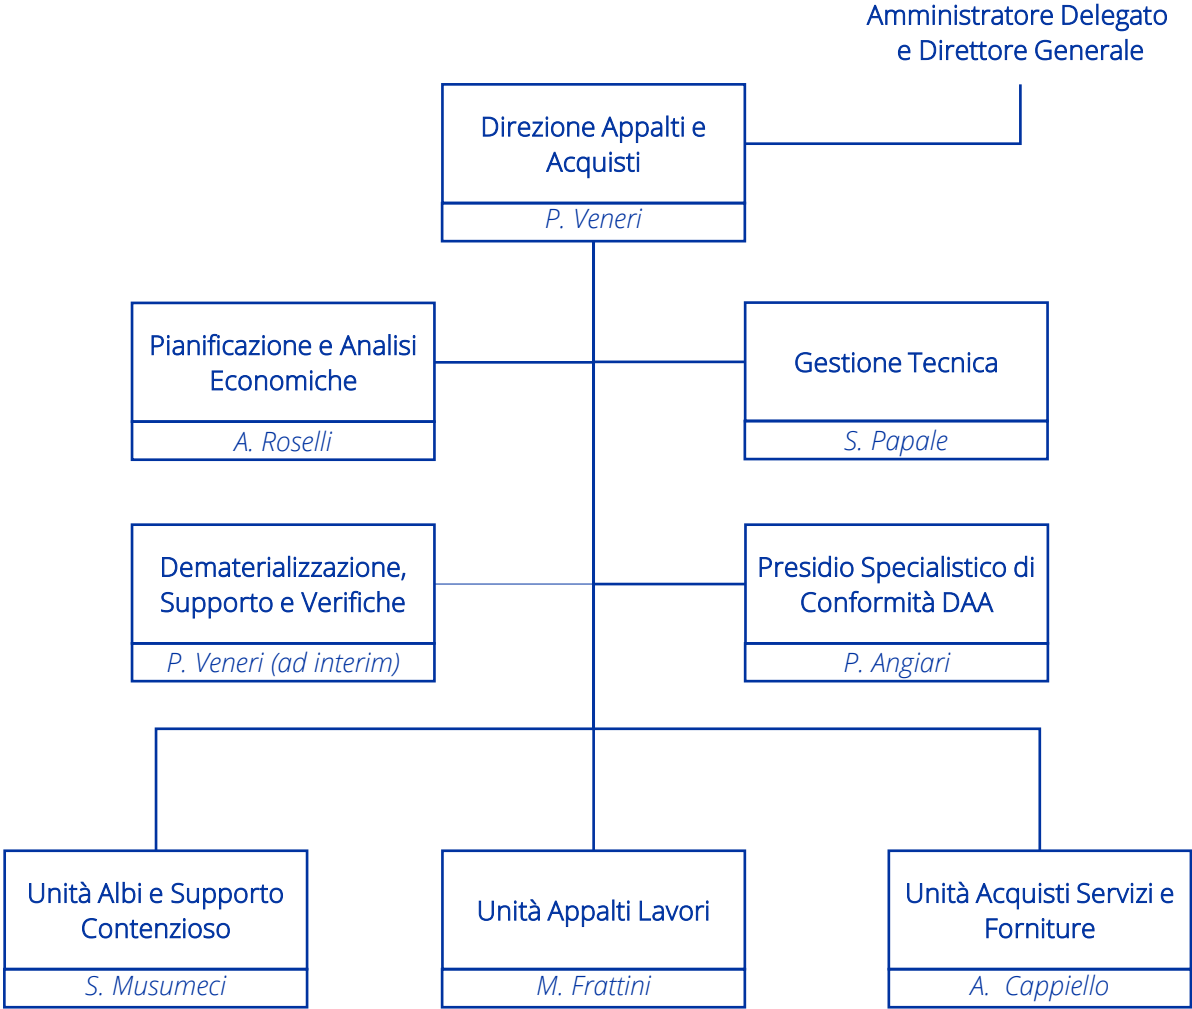 Amministratore Delegato
e Direttore Generale
Direzione Appalti e
Acquisti
P. Veneri
Pianificazione e Analisi
Economiche
A. Roselli
Gestione Tecnica
S. Papale
Dematerializzazione,
Supporto e Verifiche
P. Veneri (ad interim)
Presidio Specialistico di
Conformità DAA
P. Angiari
Unità Albi e Supporto
Contenzioso
S. Musumeci
Unità Appalti Lavori
M. Frattini
Unità Acquisti Servizi e
Forniture
A. Cappiello